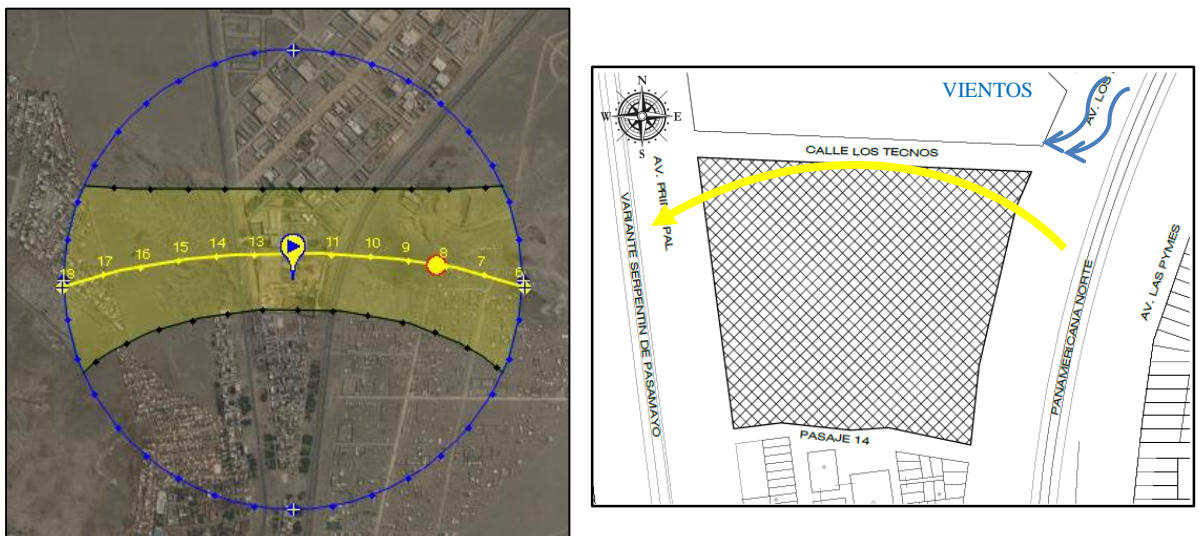 18
17
16
15
14
13
11
10
9
8
7
6
N
W
E
S
VIENTOS
AV. LOS
CALLE LOS TECNOS
AV. PRINCIPAL
VARIANTE SERPENTIN DE PASAMAYO
PANAMERICANA NORTE
AV. LAS PYMES
PASAJE 14